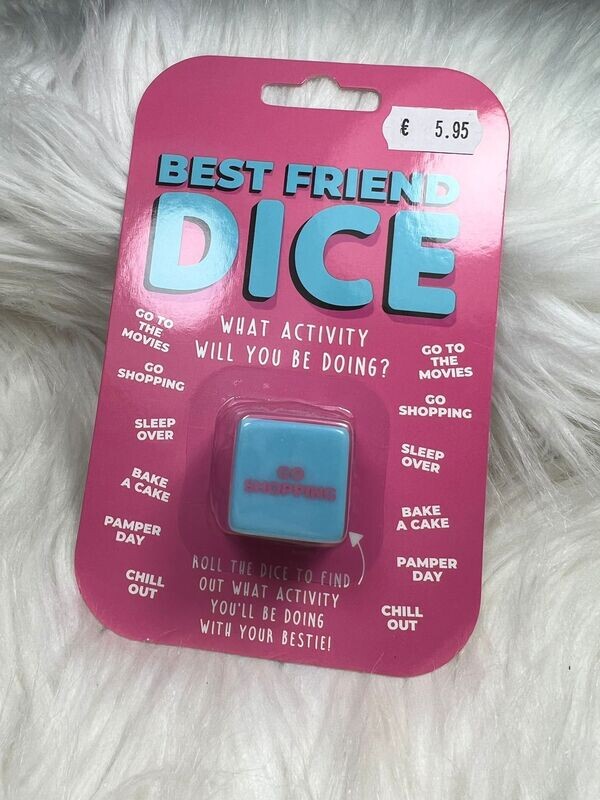 € 5.95
BEST FRIEND
DICE
WHAT ACTIVITY
WILL YOU BE DOING?
GO TO
THE
MOVIES
GO
SHOPPING
SLEEP
OVER
BAKE
A CAKE
PAMPER
DAY
CHILL
OUT
GO TO
THE
MOVIES
GO
SHOPPING
SLEEP
OVER
BAKE
A CAKE
PAMPER
DAY
CHILL
OUT
GO
SHOPPING
ROLL THE DICE TO FIND
OUT WHAT ACTIVITY
YOU'LL BE DOING
WITH YOUR BESTIE!